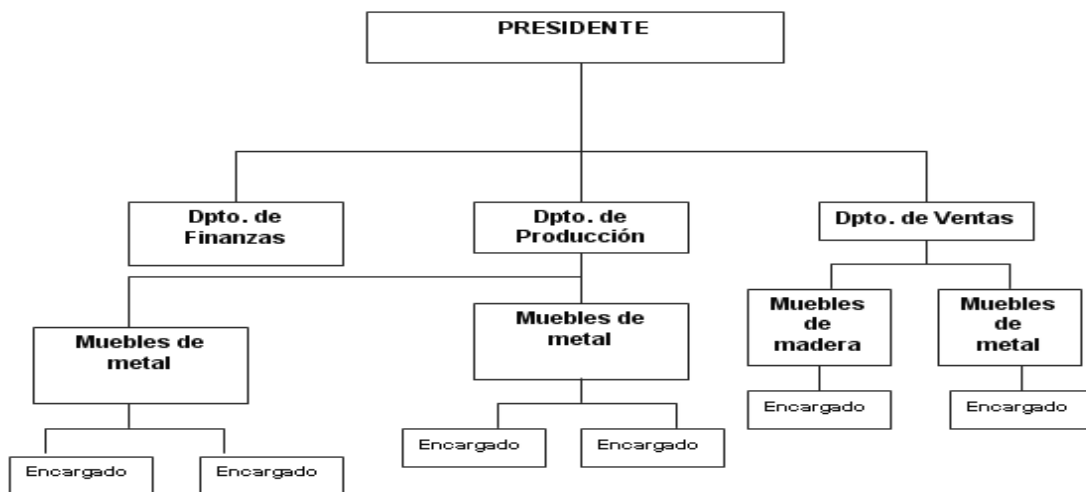 PRESIDENTE
Dpto. de
Finanzas
Dpto. de
Producción
Dpto. de Ventas
Muebles de
metal
Muebles de
metal
Muebles
de
madera
Muebles
de
metal
Encargado
Encargado
Encargado
Encargado
Encargado
Encargado